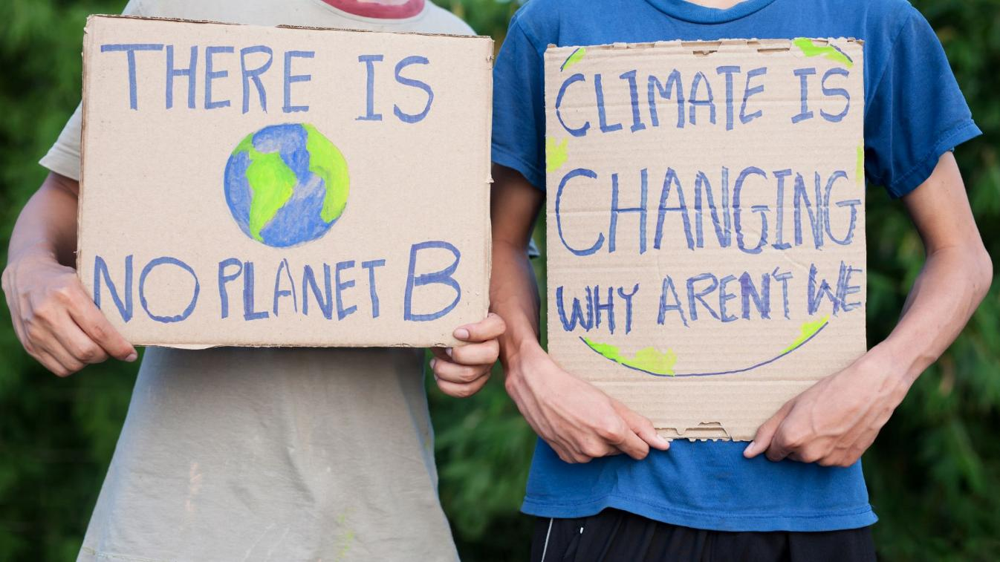 THERE IS
NO PLANET B
CLIMATE IS
CHANGING
WHY AREN'T WE